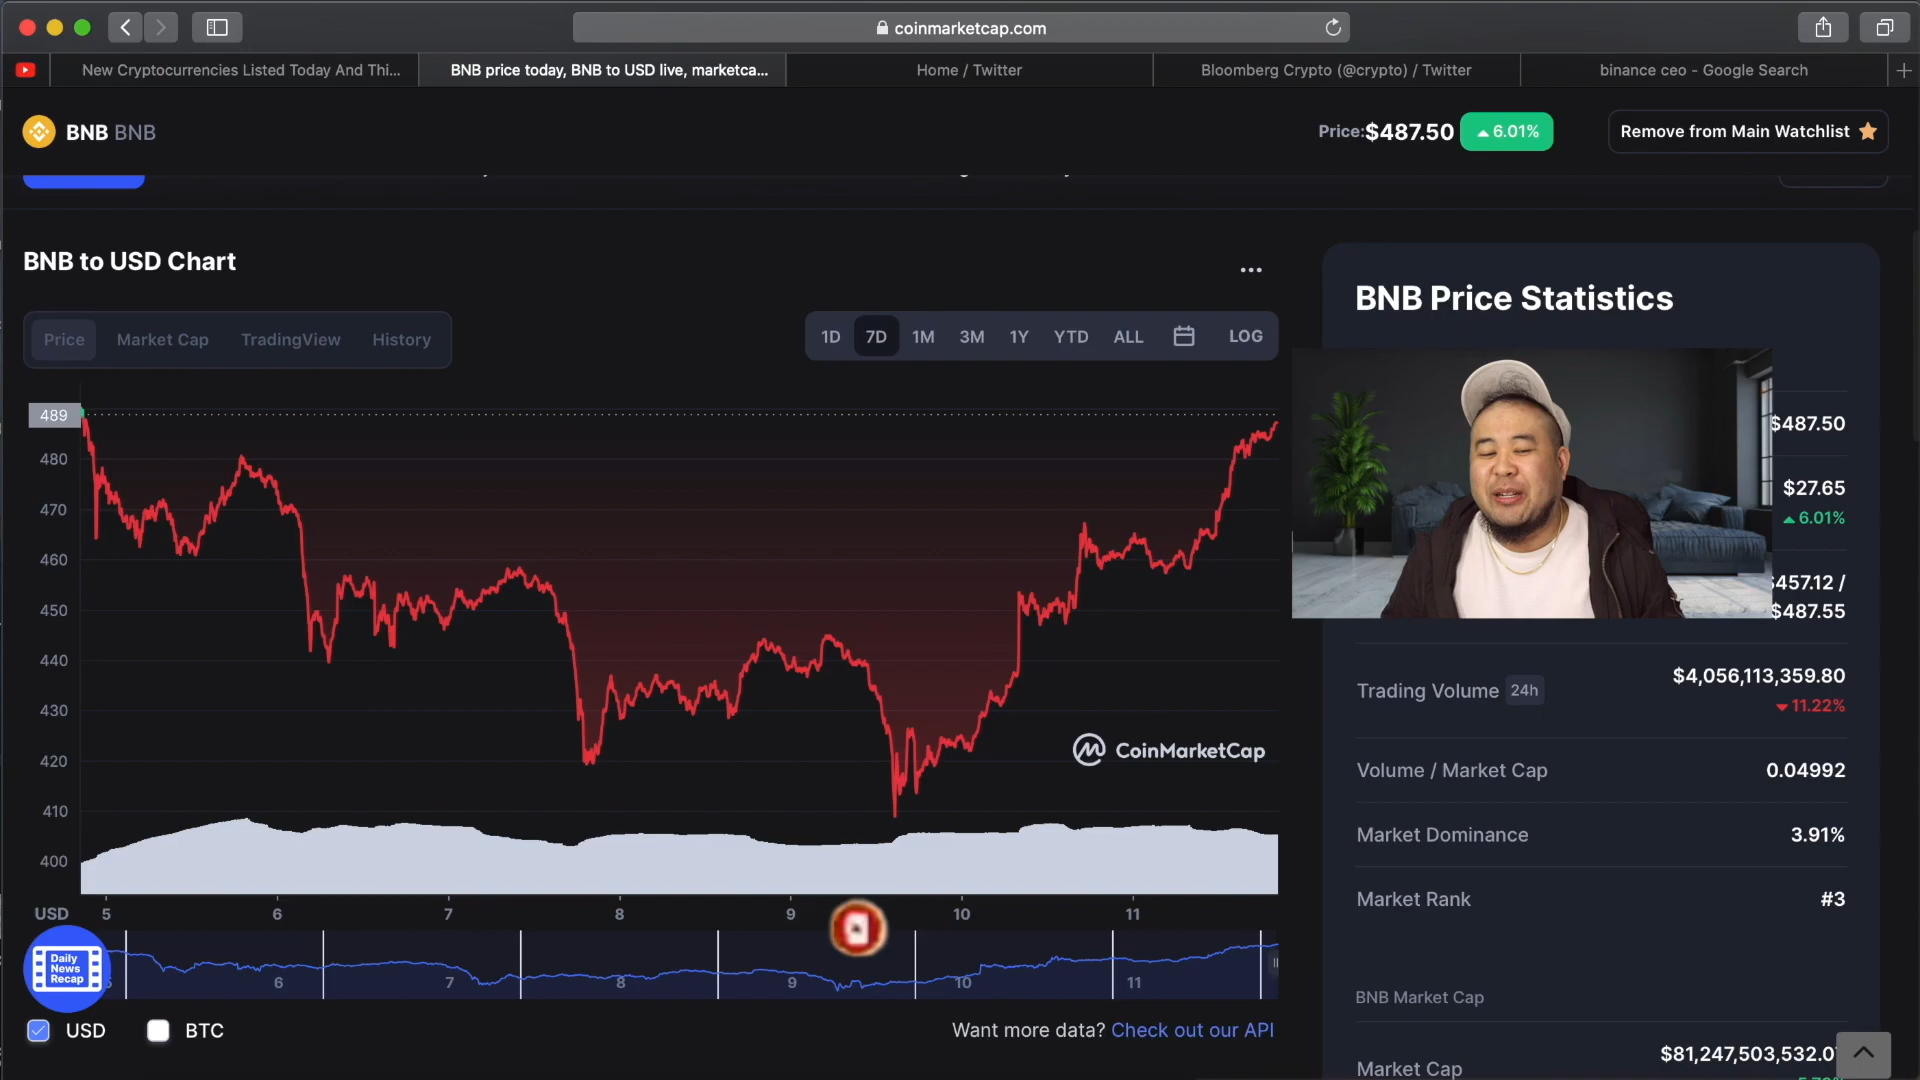 coinmarketcap.com
New Cryptocurrencies Listed Today And Thi...
BNB price today, BNB to USD live, marketca...
Home / Twitter
Bloomberg Crypto (@crypto) / Twitter
binance ceo - Google Search
BNB BNB
Price:$487.50
6.01%
Remove from Main Watchlist
BNB to USD Chart
Price Market Cap TradingView History
1D 7D 1M 3M 1Y YTD ALL LOG
489
480
470
460
450
440
430
420
410
400
CoinMarketCap
USD 5 6 7 8 9 10 11
6 7 8 9 10 11
Daily
News
Recap
USD BTC
Want more data? Check out our API
BNB Price Statistics
$487.50
$27.65
6.01%
$457.12 /
$487.55
Trading Volume 24h
$4,056,113,359.80
11.22%
Volume / Market Cap 0.04992
Market Dominance 3.91%
Market Rank #3
BNB Market Cap
Market Cap
$81,247,503,532.0